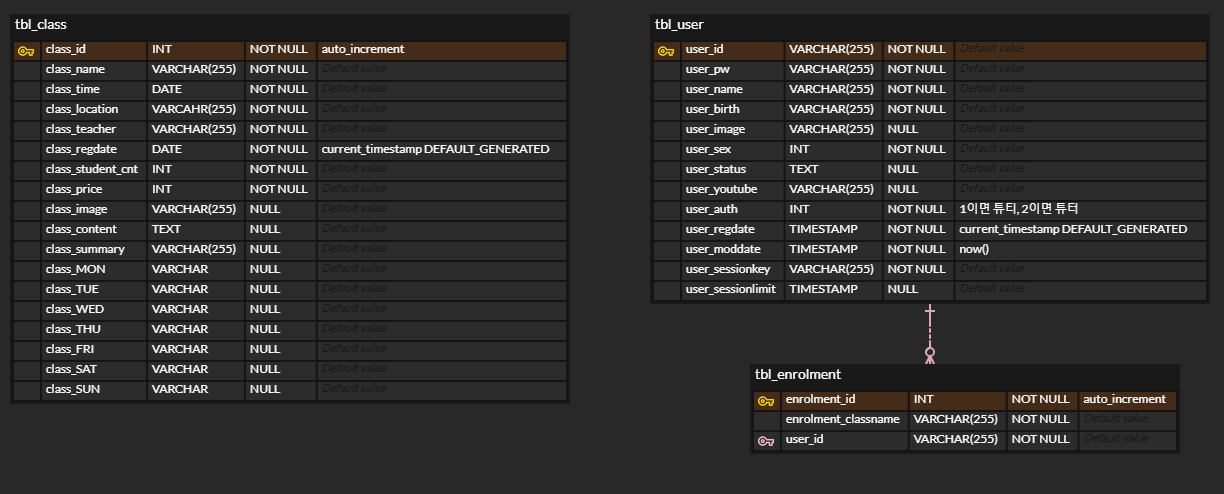 tbl_class
class_id INT NOT NULL auto_increment
class_name VARCHAR(255) NOT NULL Default value
class_time DATE NOT NULL Default value
class_location VARCAHR(255) NOT NULL Default value
class_teacher VARCHAR(255) NOT NULL Default value
class_regdate DATE NOT NULL current_timestamp DEFAULT_GENERATED
class_student_cnt INT NOT NULL Default value
class_price INT NOT NULL Default value
class_image VARCHAR(255) NULL Default value
class_content TEXT NULL Default value
class_summary VARCHAR(255) NULL Default value
class_MON VARCHAR NULL Default value
class_TUE VARCHAR NULL Default value
class_WED VARCHAR NULL Default value
class_THU VARCHAR NULL Default value
class_FRI VARCHAR NULL Default value
class_SAT VARCHAR NULL Default value
class_SUN VARCHAR NULL Default value
tbl_user
user_id VARCHAR(255) NOT NULL Default value
user_pw VARCHAR(255) NOT NULL Default value
user_name VARCHAR(255) NOT NULL Default value
user_birth VARCHAR(255) NOT NULL Default value
user_image VARCHAR(255) NULL Default value
user_sex INT NOT NULL Default value
user_status TEXT NULL Default value
user_youtube VARCHAR(255) NULL Default value
user_auth INT NOT NULL 1이면 튜터, 2이면 튜터
user_regdate TIMESTAMP NOT NULL current_timestamp DEFAULT_GENERATED
user_moddate TIMESTAMP NOT NULL now()
user_sessionkey VARCHAR(255) NOT NULL Default value
user_sessionlimit TIMESTAMP NULL Default value
tbl_enrolment
enrolment_id INT NOT NULL auto_increment
enrolment_classname VARCHAR(255) NOT NULL Default value
user_id VARCHAR(255) NOT NULL Default value